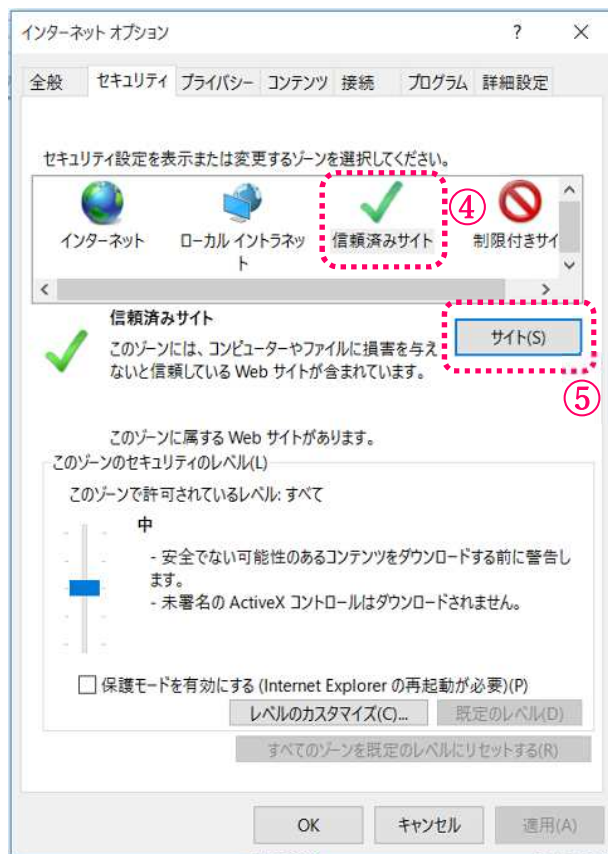 インターネット オプション ? ×
全般 セキュリティ プライバシー コンテンツ 接続 プログラム 詳細設定
セキュリティ設定を表示または変更するゾーンを選択してください。
④
インターネット ローカル イントラネット 信頼済みサイト 制限付きサイ
信頼済みサイト
サイト(S)
このゾーンには、コンピューターやファイルに損害を与え
ないと信頼している Web サイトが含まれています。
⑤
このゾーンに属する Web サイトがあります。
このゾーンのセキュリティのレベル(L)
このゾーンで許可されているレベル: すべて
中
- 安全でない可能性のあるコンテンツをダウンロードする前に警告し
ます。
- 未署名の ActiveX コントロールはダウンロードされません。
保護モードを有効にする (Internet Explorer の再起動が必要)(P)
レベルのカスタマイズ(C)... 既定のレベル(D)
すべてのゾーンを既定のレベルにリセットする(R)
OK キャンセル 適用(A)